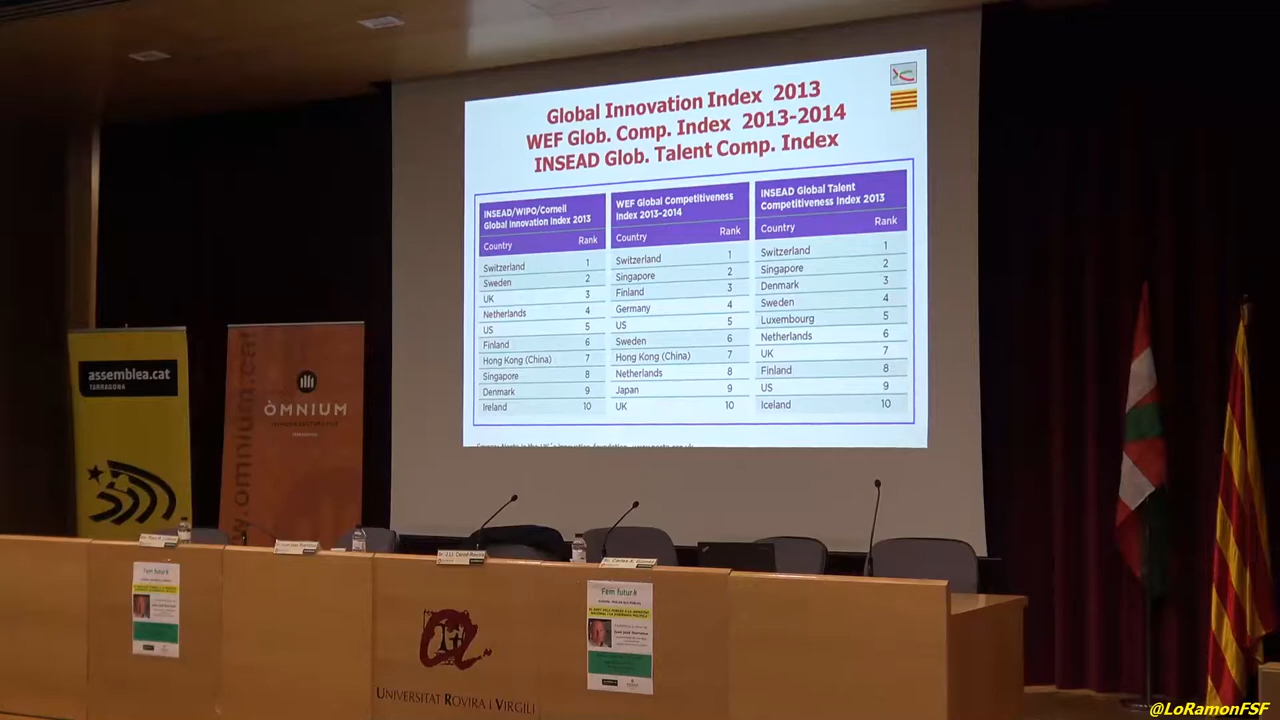 Global Innovation Index 2013
WEF Glob. Comp. Index 2013-2014
INSEAD Glob. Talent Comp. Index
INSEAD/WIPO/Cornell
Global Innovation Index 2013
Country Rank
Switzerland 1
Sweden 2
UK 3
Netherlands 4
US 5
Finland 6
Hong Kong (China) 7
Singapore 8
Denmark 9
Ireland 10
WEF Global Competitiveness
Index 2013-2014
Country Rank
Switzerland 1
Singapore 2
Finland 3
Germany 4
US 5
Sweden 6
Hong Kong (China) 7
Netherlands 8
Japan 9
UK 10
INSEAD Global Talent
Competitiveness Index 2013
Country Rank
Switzerland 1
Singapore 2
Denmark 3
Sweden 4
Luxembourg 5
Netherlands 6
UK 7
Finland 8
US 9
Iceland 10
assemblea.cat
TARRAGONA
w.omnium.cat
ÒMNIUM
Fem futur
Fem futur
UNIVERSITAT ROVIRA I VIRGILI
@LoRamonFSF